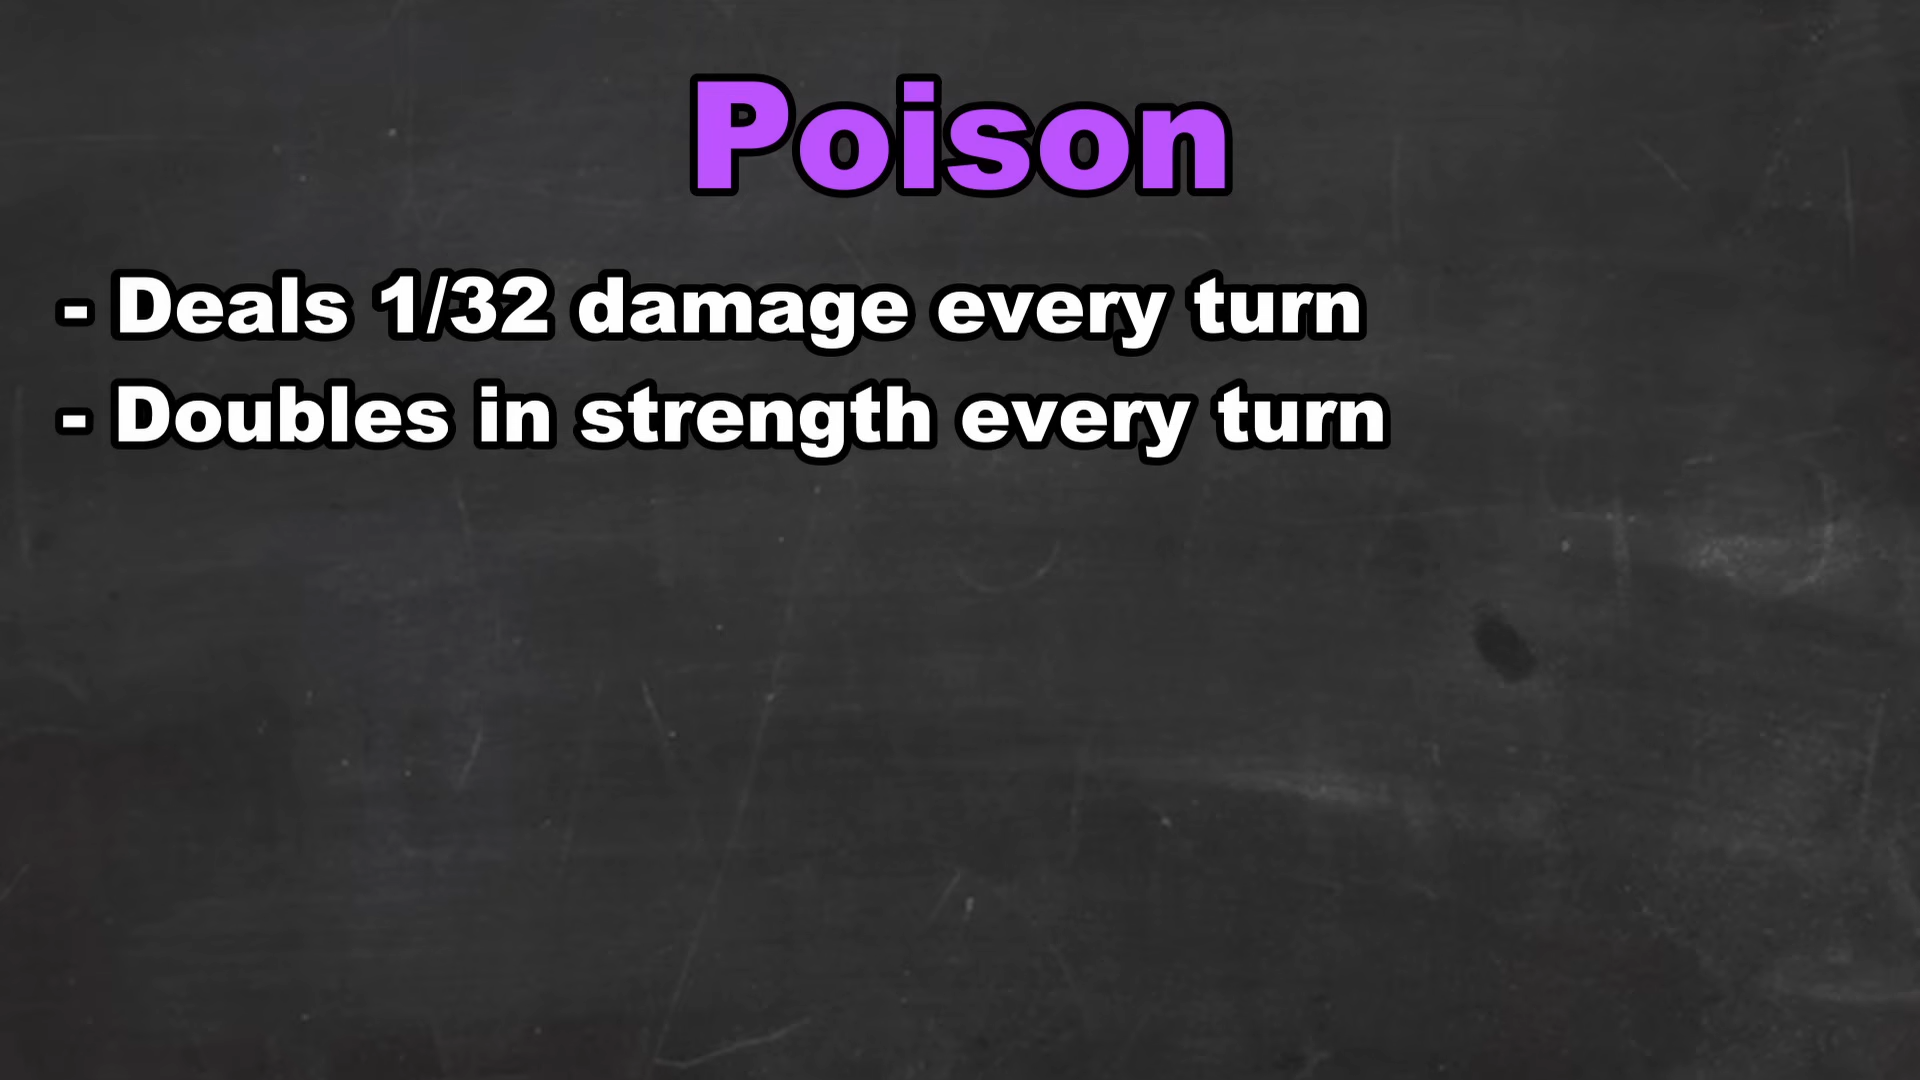 Poison
- Deals 1/32 damage every turn
- Doubles in strength every turn